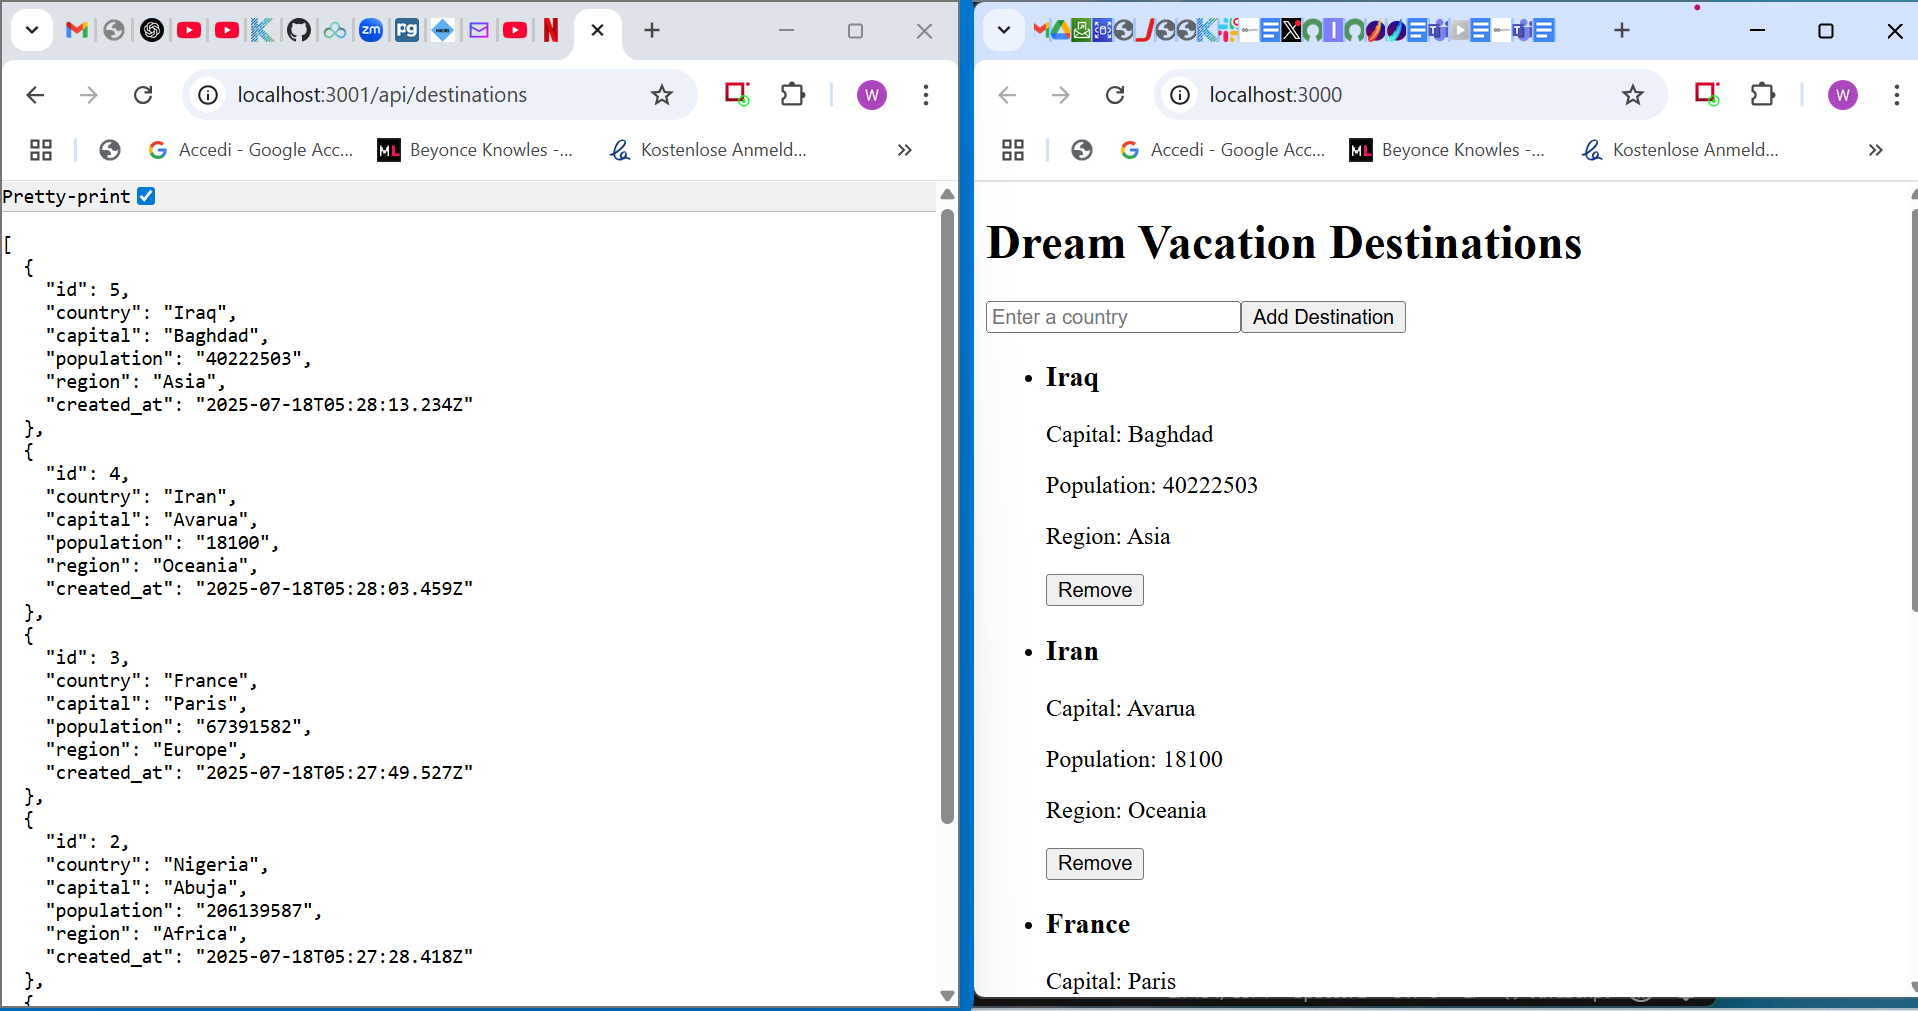 localhost:3001/api/destinations
Accedi - Google Acc...
ML Beyonce Knowles -...
Kostenlose Anmeld...
Pretty-print
[
{
"id": 5,
"country": "Iraq",
"capital": "Baghdad",
"population": "40222503",
"region": "Asia",
"created_at": "2025-07-18T05:28:13.234Z"
},
{
"id": 4,
"country": "Iran",
"capital": "Avarua",
"population": "18100",
"region": "Oceania",
"created_at": "2025-07-18T05:28:03.459Z"
},
{
"id": 3,
"country": "France",
"capital": "Paris",
"population": "67391582",
"region": "Europe",
"created_at": "2025-07-18T05:27:49.527Z"
},
{
"id": 2,
"country": "Nigeria",
"capital": "Abuja",
"population": "206139587",
"region": "Africa",
"created_at": "2025-07-18T05:27:28.418Z"
},
{
localhost:3000
Accedi - Google Acc...
ML Beyonce Knowles -...
Kostenlose Anmeld...
Dream Vacation Destinations
Enter a country
Add Destination
• Iraq
Capital: Baghdad
Population: 40222503
Region: Asia
Remove
• Iran
Capital: Avarua
Population: 18100
Region: Oceania
Remove
• France
Capital: Paris
zm
pg
W
W